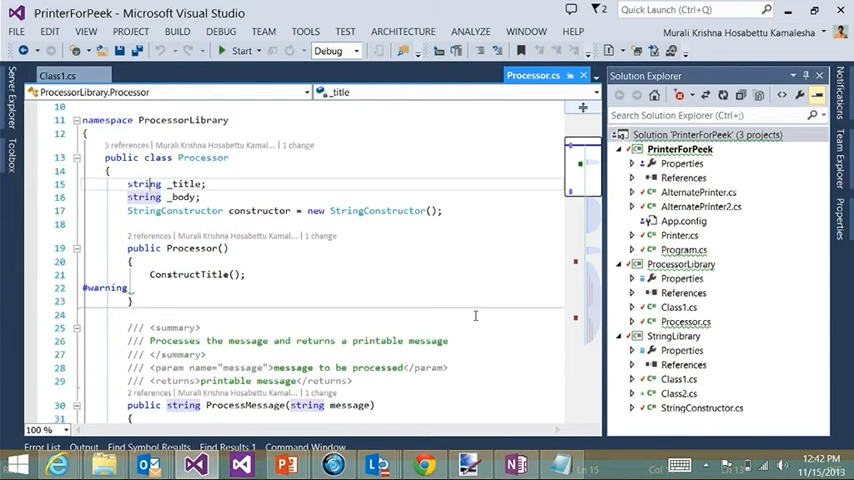 PrinterForPeek - Microsoft Visual Studio
2
Quick Launch (Ctrl+Q)
FILE EDIT VIEW PROJECT BUILD DEBUG TEAM TOOLS TEST ARCHITECTURE ANALYZE WINDOW HELP
Murali Krishna Hosabettu Kamalesha
Start Debug
Server Explorer
Toolbox
Class1.cs
Processor.cs
ProcessorLibrary.Processor
_title
10
11 namespace ProcessorLibrary
12 {
5 references | Murali Krishna Hosabettu Kamal... | 1 change
13 public class Processor
14 {
15 string _title;
16 string _body;
17 StringConstructor constructor = new StringConstructor();
18
2 references | Murali Krishna Hosabettu Kamal... | 1 change
19 public Processor()
20 {
21 ConstructTitle();
22 #warning
23 }
24
25 /// <summary>
26 /// Processes the message and returns a printable message
27 /// </summary>
28 /// <param name="message">message to be processed</param>
29 /// <returns>printable message</returns>
2 references | Murali Krishna Hosabettu Kamal... | 1 change
30 public string ProcessMessage(string message)
31 {
100 %
Solution Explorer
Search Solution Explorer (Ctrl+;)
Solution 'PrinterForPeek' (3 projects)
PrinterForPeek
Properties
References
AlternatePrinter.cs
AlternatePrinter2.cs
App.config
Printer.cs
Program.cs
ProcessorLibrary
Properties
References
Class1.cs
Processor.cs
StringLibrary
Properties
References
Class1.cs
Class2.cs
StringConstructor.cs
Notifications
Team Explorer
Properties
Error List Output Find Symbol Results Find Results 1 Command Window
Ln 15
12:42 PM
11/15/2013